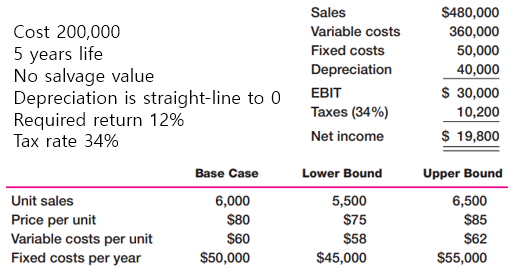 Cost 200,000
5 years life
No salvage value
Depreciation is straight-line to 0
Required return 12%
Tax rate 34%
Sales $480,000
Variable costs 360,000
Fixed costs 50,000
Depreciation 40,000
EBIT $ 30,000
Taxes (34%) 10,200
Net income $ 19,800
Base Case Lower Bound Upper Bound
Unit sales 6,000 5,500 6,500
Price per unit $80 $75 $85
Variable costs per unit $60 $58 $62
Fixed costs per year $50,000 $45,000 $55,000